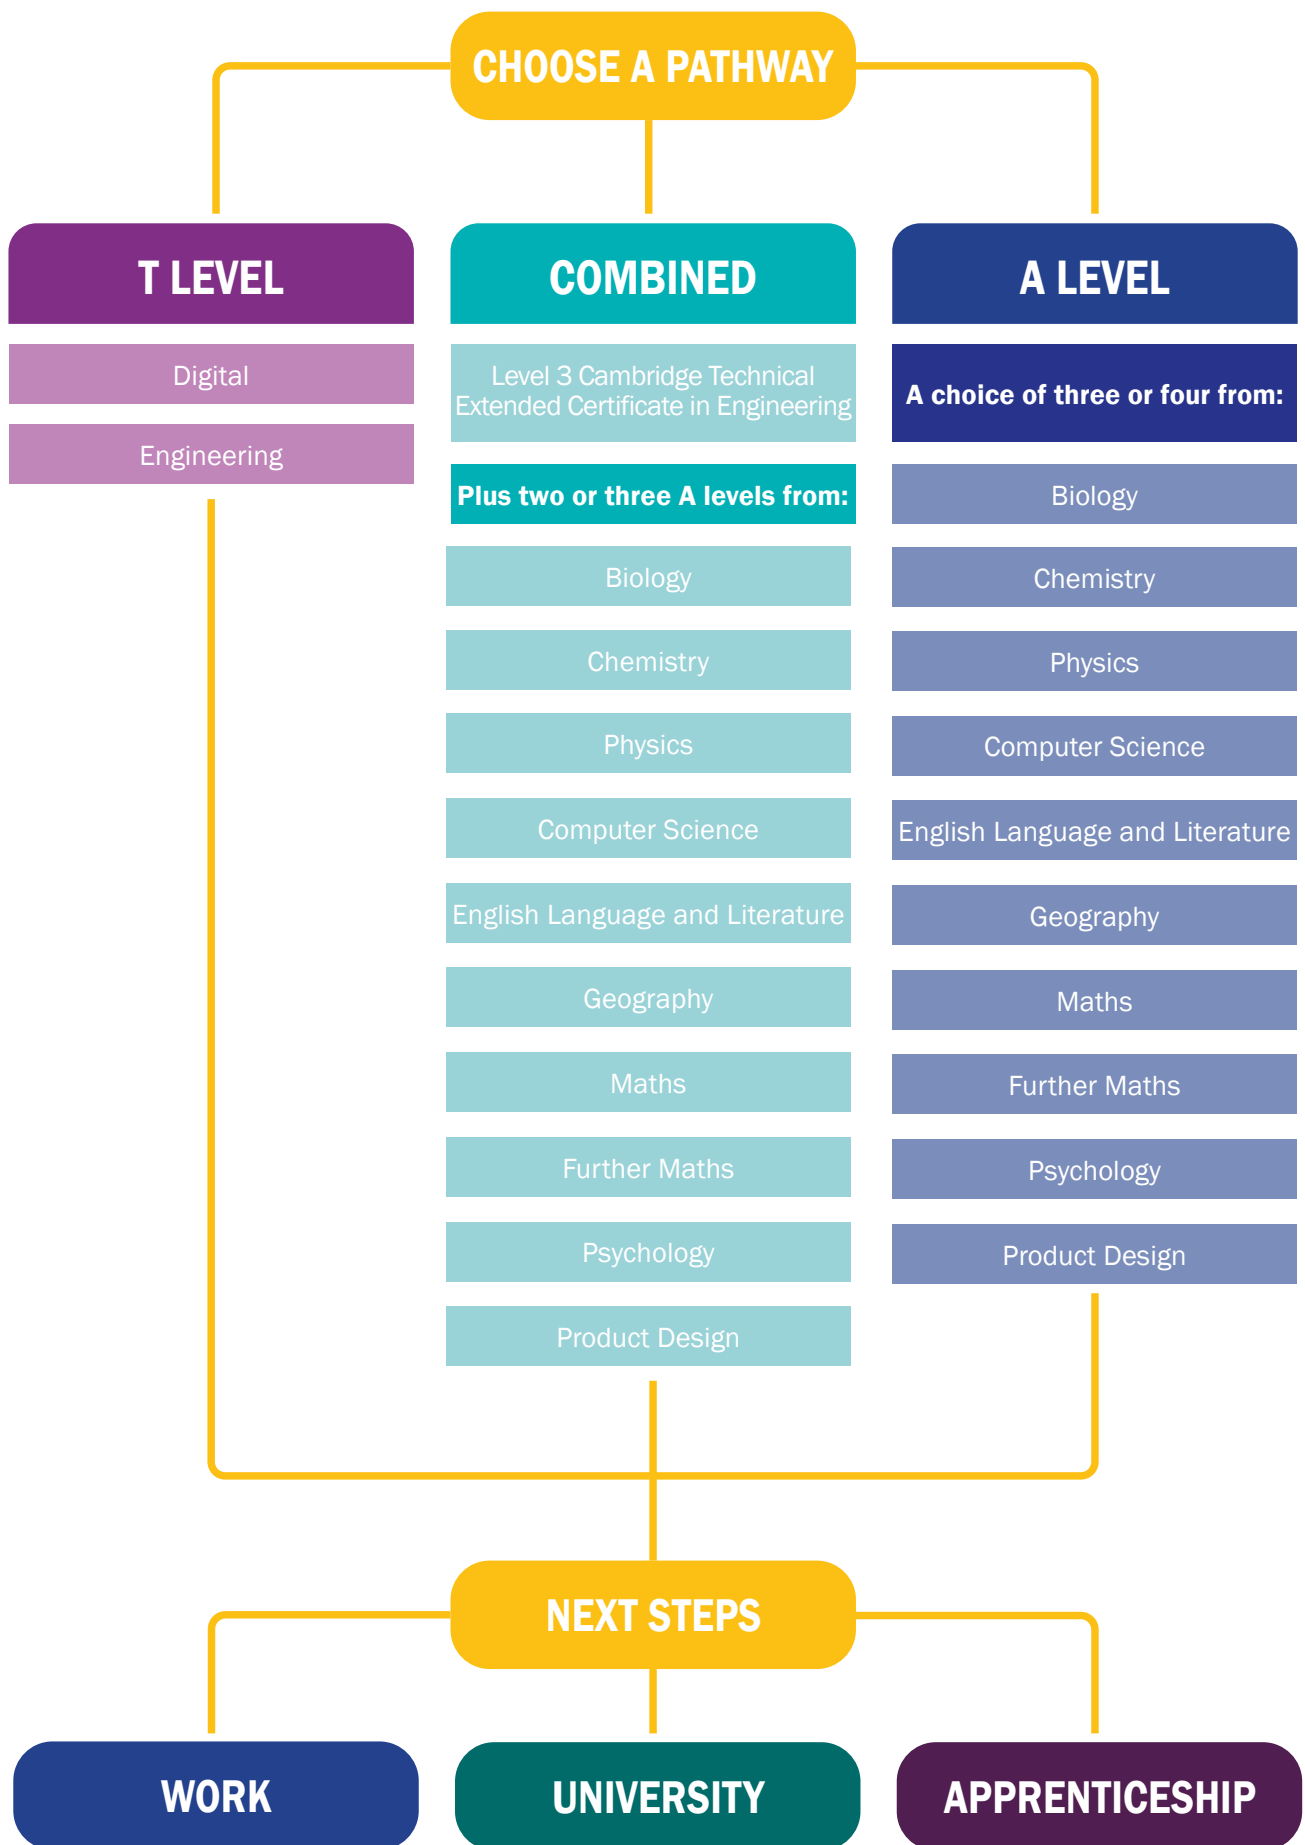 CHOOSE A PATHWAY
T LEVEL
Digital
Engineering
COMBINED
Level 3 Cambridge Technical
Extended Certificate in Engineering
Plus two or three A levels from:
Biology
Chemistry
Physics
Computer Science
English Language and Literature
Geography
Maths
Further Maths
Psychology
Product Design
A LEVEL
A choice of three or four from:
Biology
Chemistry
Physics
Computer Science
English Language and Literature
Geography
Maths
Further Maths
Psychology
Product Design
NEXT STEPS
WORK
UNIVERSITY
APPRENTICESHIP